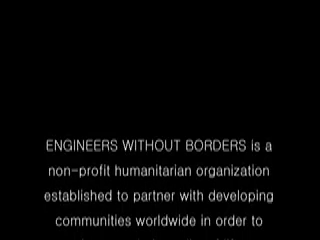 ENGINEERS WITHOUT BORDERS is a
non-profit humanitarian organization
established to partner with developing
communities worldwide in order to